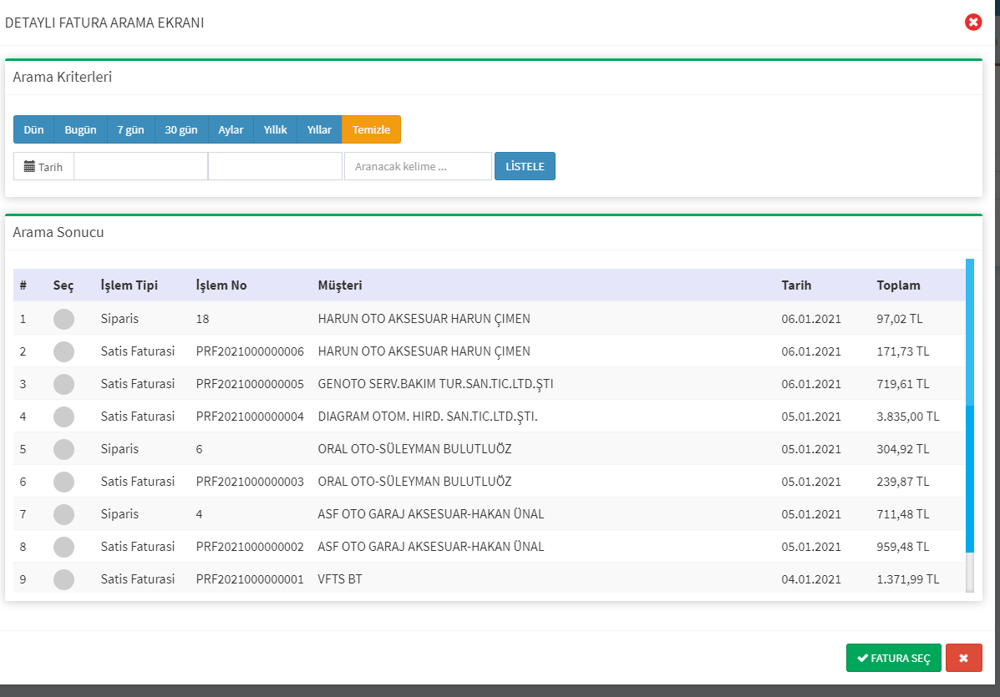 DETAYLI FATURA ARAMA EKRANI
Arama Kriterleri
Dün Bugün 7 gün 30 gün Aylar Yıllık Yıllar Temizle
Tarih Aranacak kelime ... LİSTELE
Arama Sonucu
# Seç İşlem Tipi İşlem No Müşteri Tarih Toplam
1 Siparis 18 HARUN OTO AKSESUAR HARUN ÇIMEN 06.01.2021 97,02 TL
2 Satis Faturasi PRF2021000000006 HARUN OTO AKSESUAR HARUN ÇIMEN 06.01.2021 171,73 TL
3 Satis Faturasi PRF2021000000005 GENOTO SERV.BAKIM TUR.SAN.TIC.LTD.ŞTI 06.01.2021 719,61 TL
4 Satis Faturasi PRF2021000000004 DIAGRAM OTOM. HIRD. SAN.TIC.LTD.ŞTI. 05.01.2021 3.835,00 TL
5 Siparis 6 ORAL OTO-SÜLEYMAN BULUTLUÖZ 05.01.2021 304,92 TL
6 Satis Faturasi PRF2021000000003 ORAL OTO-SÜLEYMAN BULUTLUÖZ 05.01.2021 239,87 TL
7 Siparis 4 ASF OTO GARAJ AKSESUAR-HAKAN ÜNAL 05.01.2021 711,48 TL
8 Satis Faturasi PRF2021000000002 ASF OTO GARAJ AKSESUAR-HAKAN ÜNAL 05.01.2021 959,48 TL
9 Satis Faturasi PRF2021000000001 VFTS BT 04.01.2021 1.371,99 TL
FATURA SEÇ